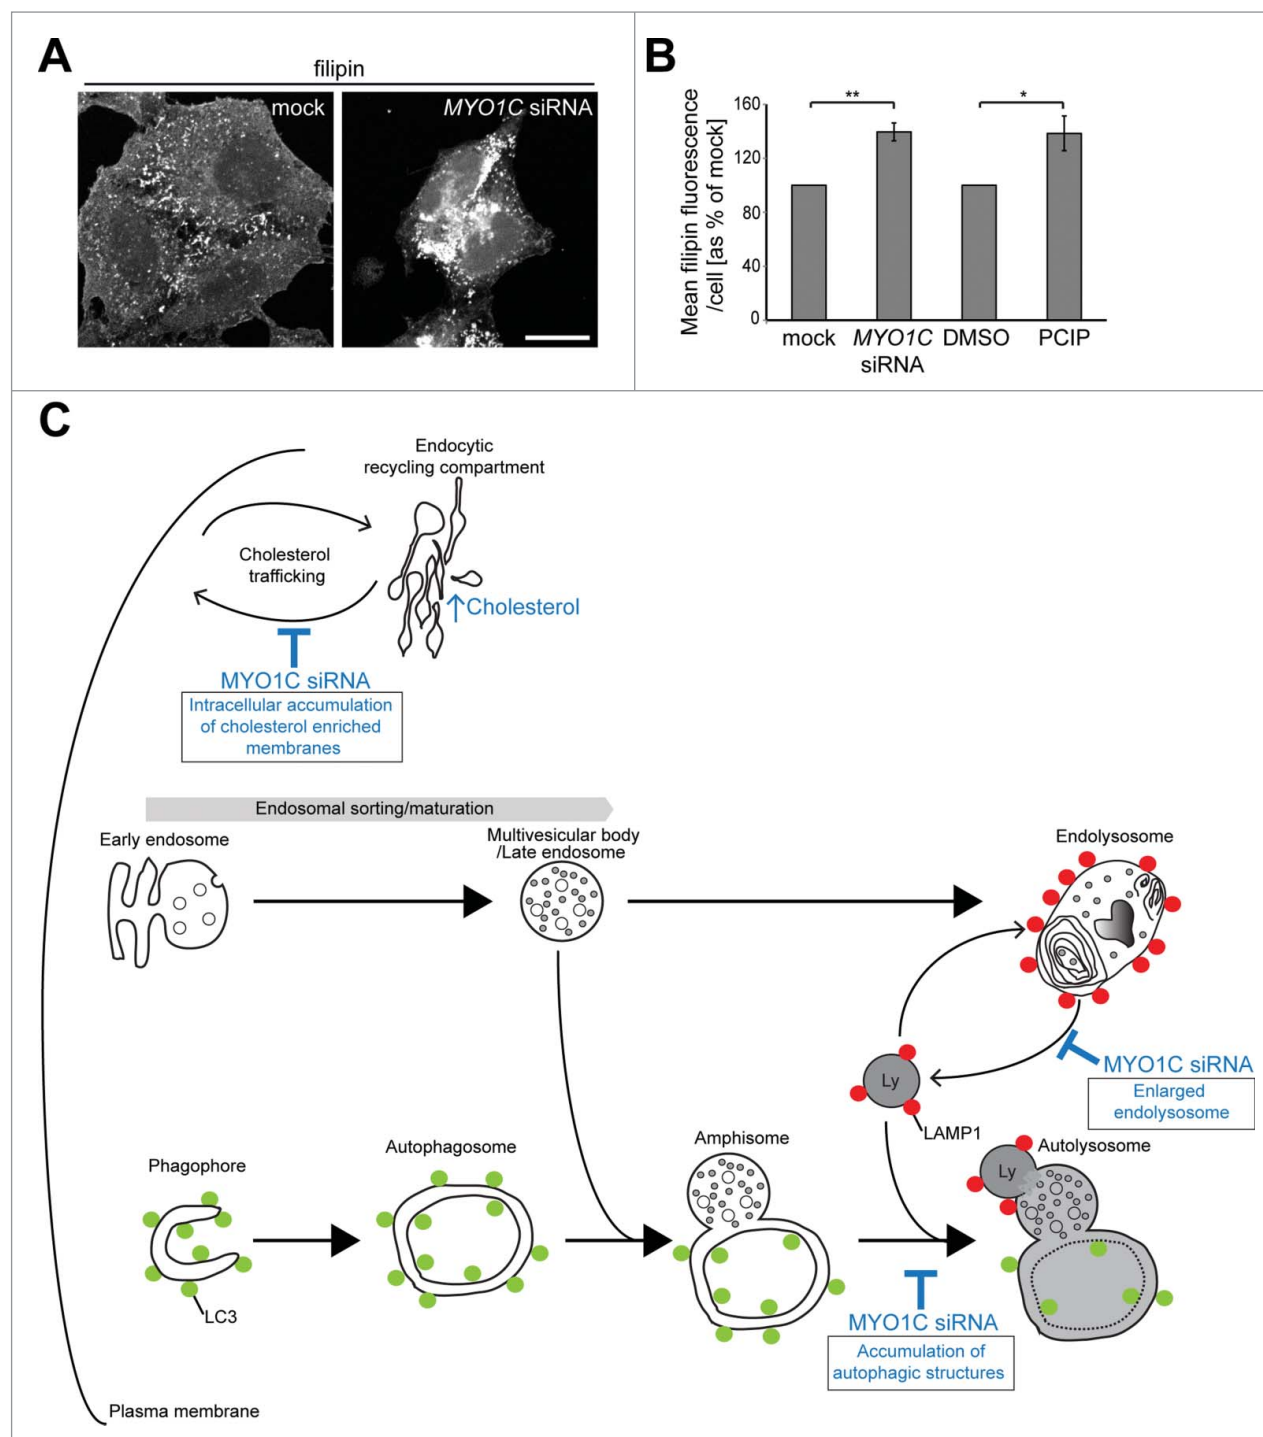 A
filipin
mock
MYO1C siRNA
B
Mean filipin fluorescence
/cell [as % of mock]
160
120
80
40
0
**
*
mock
MYO1C
siRNA
DMSO
PCIP
C
Endocytic
recycling compartment
Cholesterol
trafficking
↑Cholesterol
MYO1C siRNA
Intracellular accumulation
of cholesterol enriched
membranes
Endosomal sorting/maturation
Early endosome
Multivesicular body
/Late endosome
Endolysosome
MYO1C siRNA
Enlarged
endolysosome
Ly
LAMP1
Phagophore
LC3
Autophagosome
Amphisome
Autolysosome
Ly
MYO1C siRNA
Accumulation of
autophagic structures
Plasma membrane